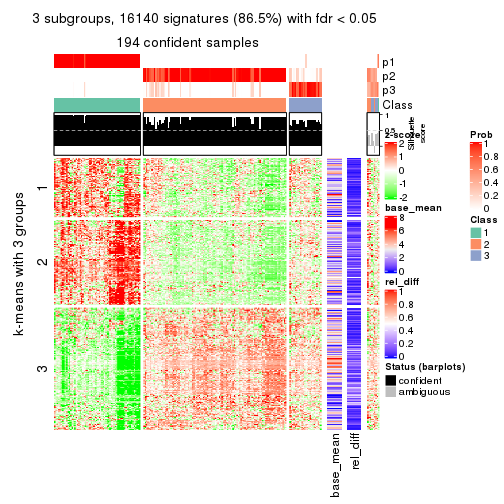 3 subgroups, 16140 signatures (86.5%) with fdr < 0.05
194 confident samples
p1
p2
p3
Class
1
0.5
0
Silhouette
score
k-means with 3 groups
1
2
3
base_mean
rel_diff
z-score
2
1
0
-1
-2
base_mean
8
6
4
2
0
rel_diff
1
0.8
0.6
0.4
0.2
0
Status (barplots)
confident
ambiguous
Prob
1
0.8
0.6
0.4
0.2
0
Class
1
2
3